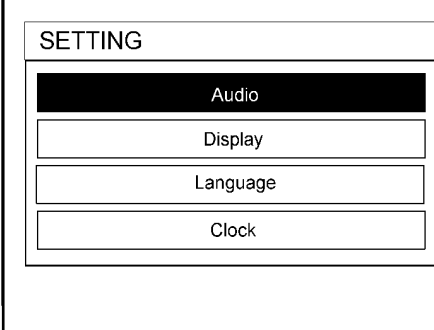 SETTING
Audio
Display
Language
Clock